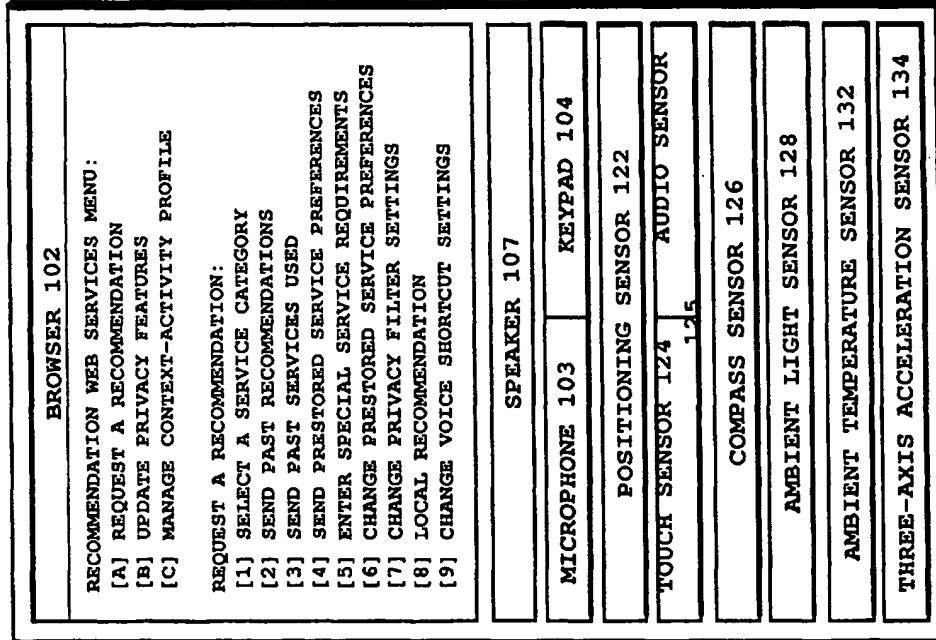 BROWSER 102
RECOMMENDATION WEB SERVICES MENU:
[A] REQUEST A RECOMMENDATION
[B] UPDATE PRIVACY FEATURES
[C] MANAGE CONTEXT-ACTIVITY PROFILE
REQUEST A RECOMMENDATION:
[1] SELECT A SERVICE CATEGORY
[2] SEND PAST RECOMMENDATIONS
[3] SEND PAST SERVICES USED
[4] SEND PRESTORED SERVICE PREFERENCES
[5] ENTER SPECIAL SERVICE REQUIREMENTS
[6] CHANGE PRESTORED SERVICE PREFERENCES
[7] CHANGE PRIVACY FILTER SETTINGS
[8] LOCAL RECOMMENDATION
[9] CHANGE VOICE SHORTCUT SETTINGS
SPEAKER 107
MICROPHONE 103 KEYPAD 104
POSITIONING SENSOR 122
TOUCH SENSOR 124 AUDIO SENSOR
125
COMPASS SENSOR 126
AMBIENT LIGHT SENSOR 128
AMBIENT TEMPERATURE SENSOR 132
THREE-AXIS ACCELERATION SENSOR 134